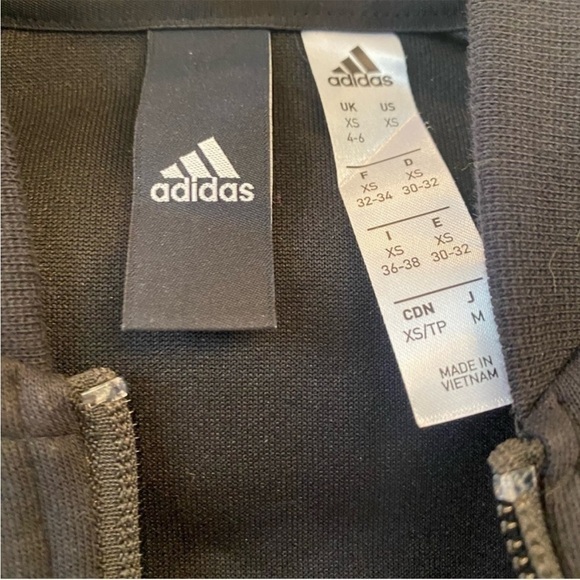 adidas
adidas
UK US
XS XS
4-6
F D
XS XS
32-34 30-32
I E
XS XS
36-38 30-32
CDN J
XS/TP M
MADE IN
VIETNAM